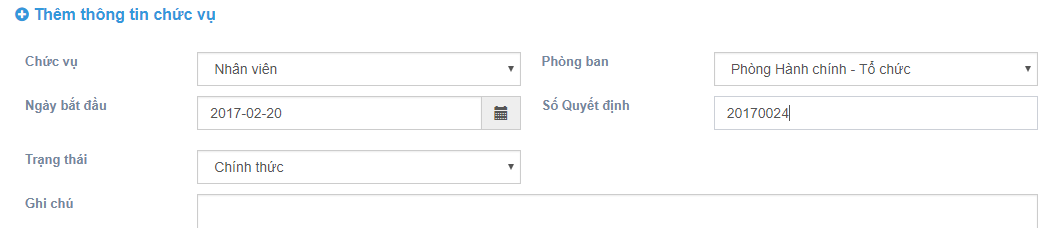 Thêm thông tin chức vụ
Chức vụ Nhân viên Phòng ban Phòng Hành chính - Tổ chức
Ngày bắt đầu 2017-02-20 Số Quyết định 20170024
Trạng thái Chính thức
Ghi chú